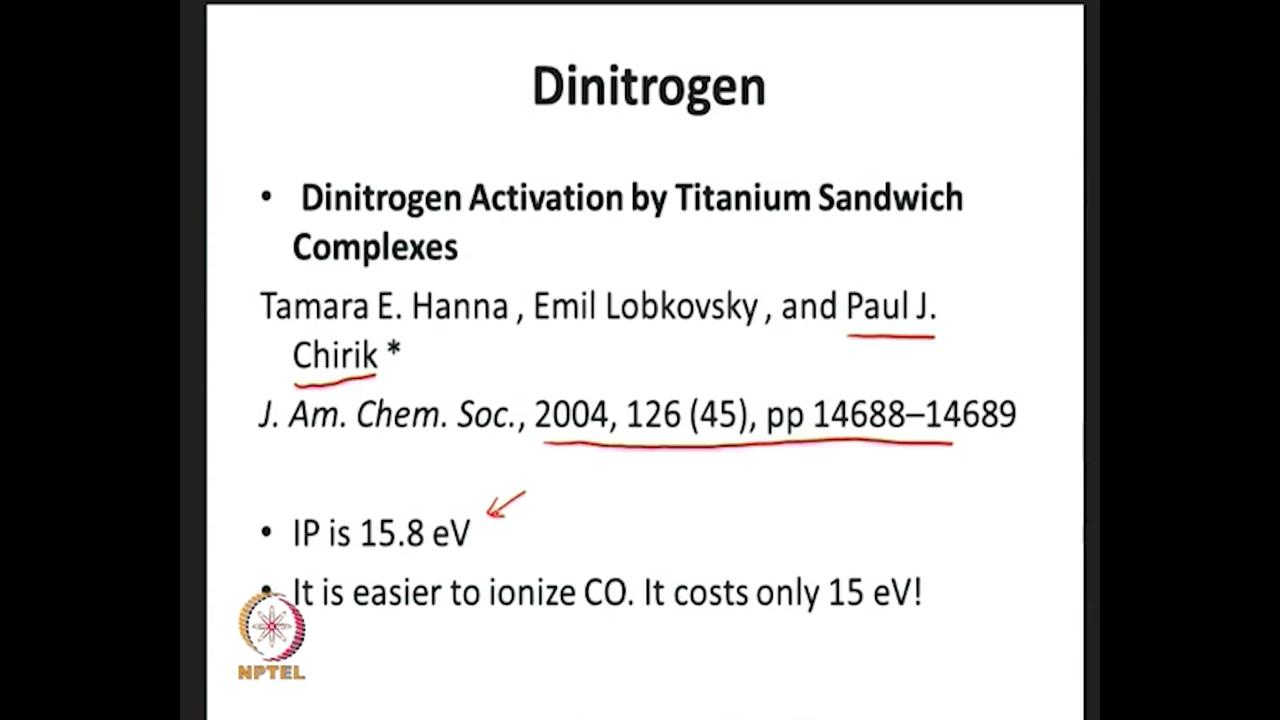 Dinitrogen
• Dinitrogen Activation by Titanium Sandwich
Complexes
Tamara E. Hanna , Emil Lobkovsky , and Paul J.
Chirik *
J. Am. Chem. Soc., 2004, 126 (45), pp 14688–14689
• IP is 15.8 eV
• It is easier to ionize CO. It costs only 15 eV!
NPTEL